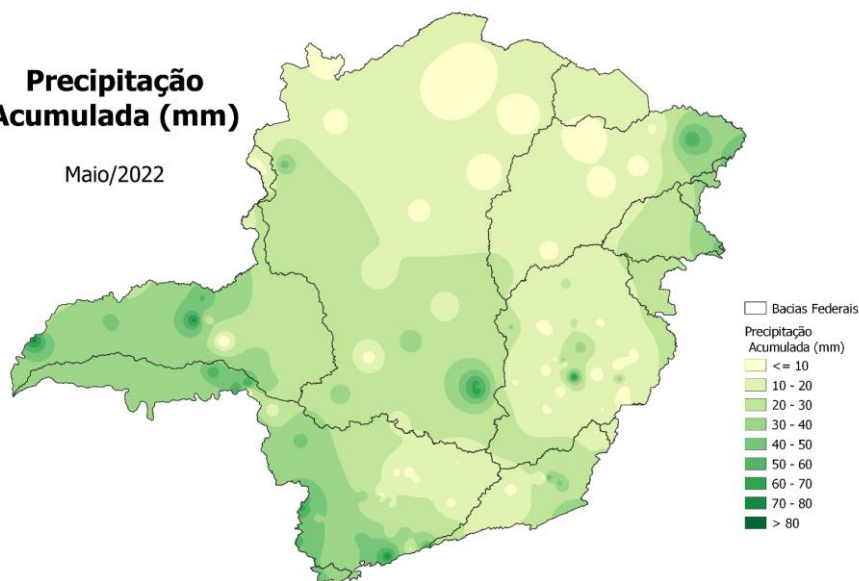 Precipitação
Acumulada (mm)
Maio/2022
Bacias Federais
Precipitação
Acumulada (mm)
<= 10
10 - 20
20 - 30
30 - 40
40 - 50
50 - 60
60 - 70
70 - 80
> 80